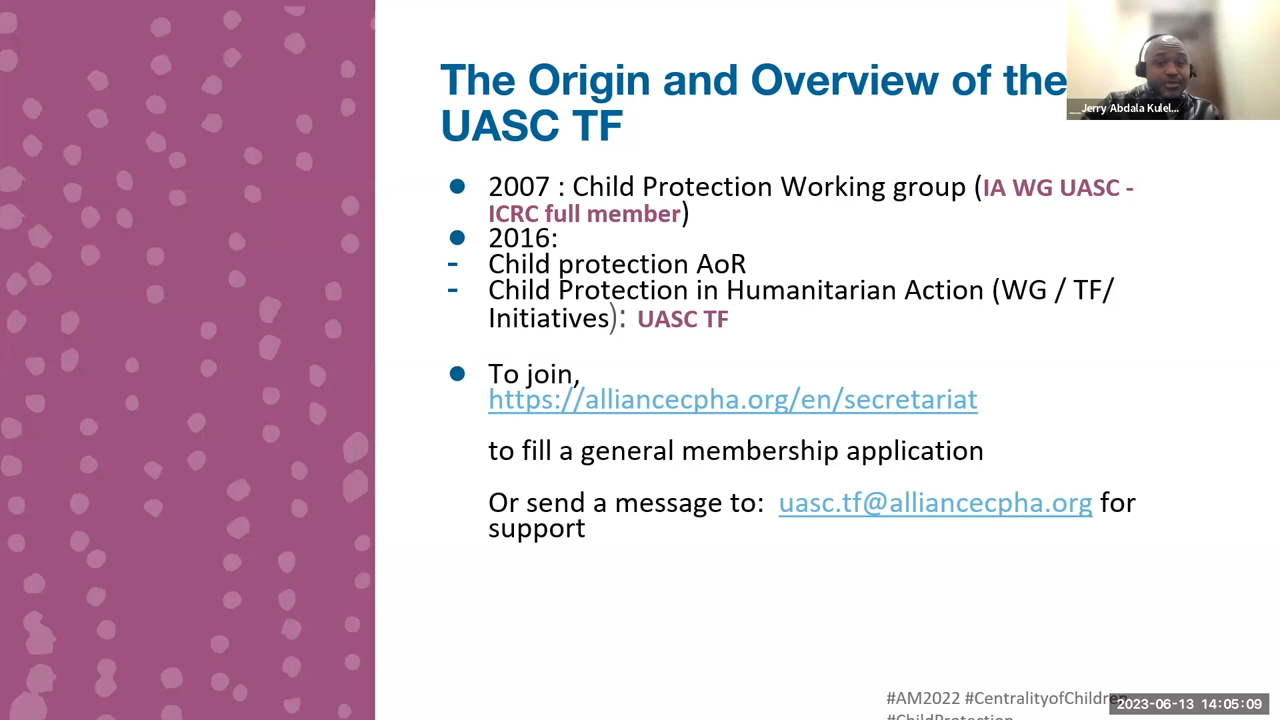 The Origin and Overview of the
UASC TF
__Jerry Abdala Kulel...
● 2007 : Child Protection Working group (IA WG UASC -
ICRC full member)
● 2016:
- Child protection AoR
- Child Protection in Humanitarian Action (WG / TF/
Initiatives): UASC TF
● To join,
https://alliancecpha.org/en/secretariat
to fill a general membership application
Or send a message to: uasc.tf@alliancecpha.org for
support
#AM2022 #CentralityofChildren
#ChildProtection
2023-06-13 14:05:09